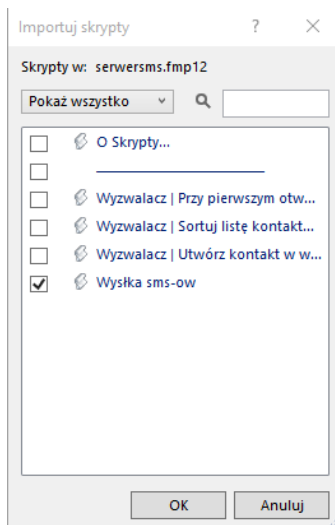 Importuj skrypty ?
Skrypty w: serwersms.fmp12
Pokaż wszystko
O Skrypty...
Wyzwalacz | Przy pierwszym otw...
Wyzwalacz | Sortuj listę kontakt...
Wyzwalacz | Utwórz kontakt w w...
Wysłka sms-ow
OK Anuluj